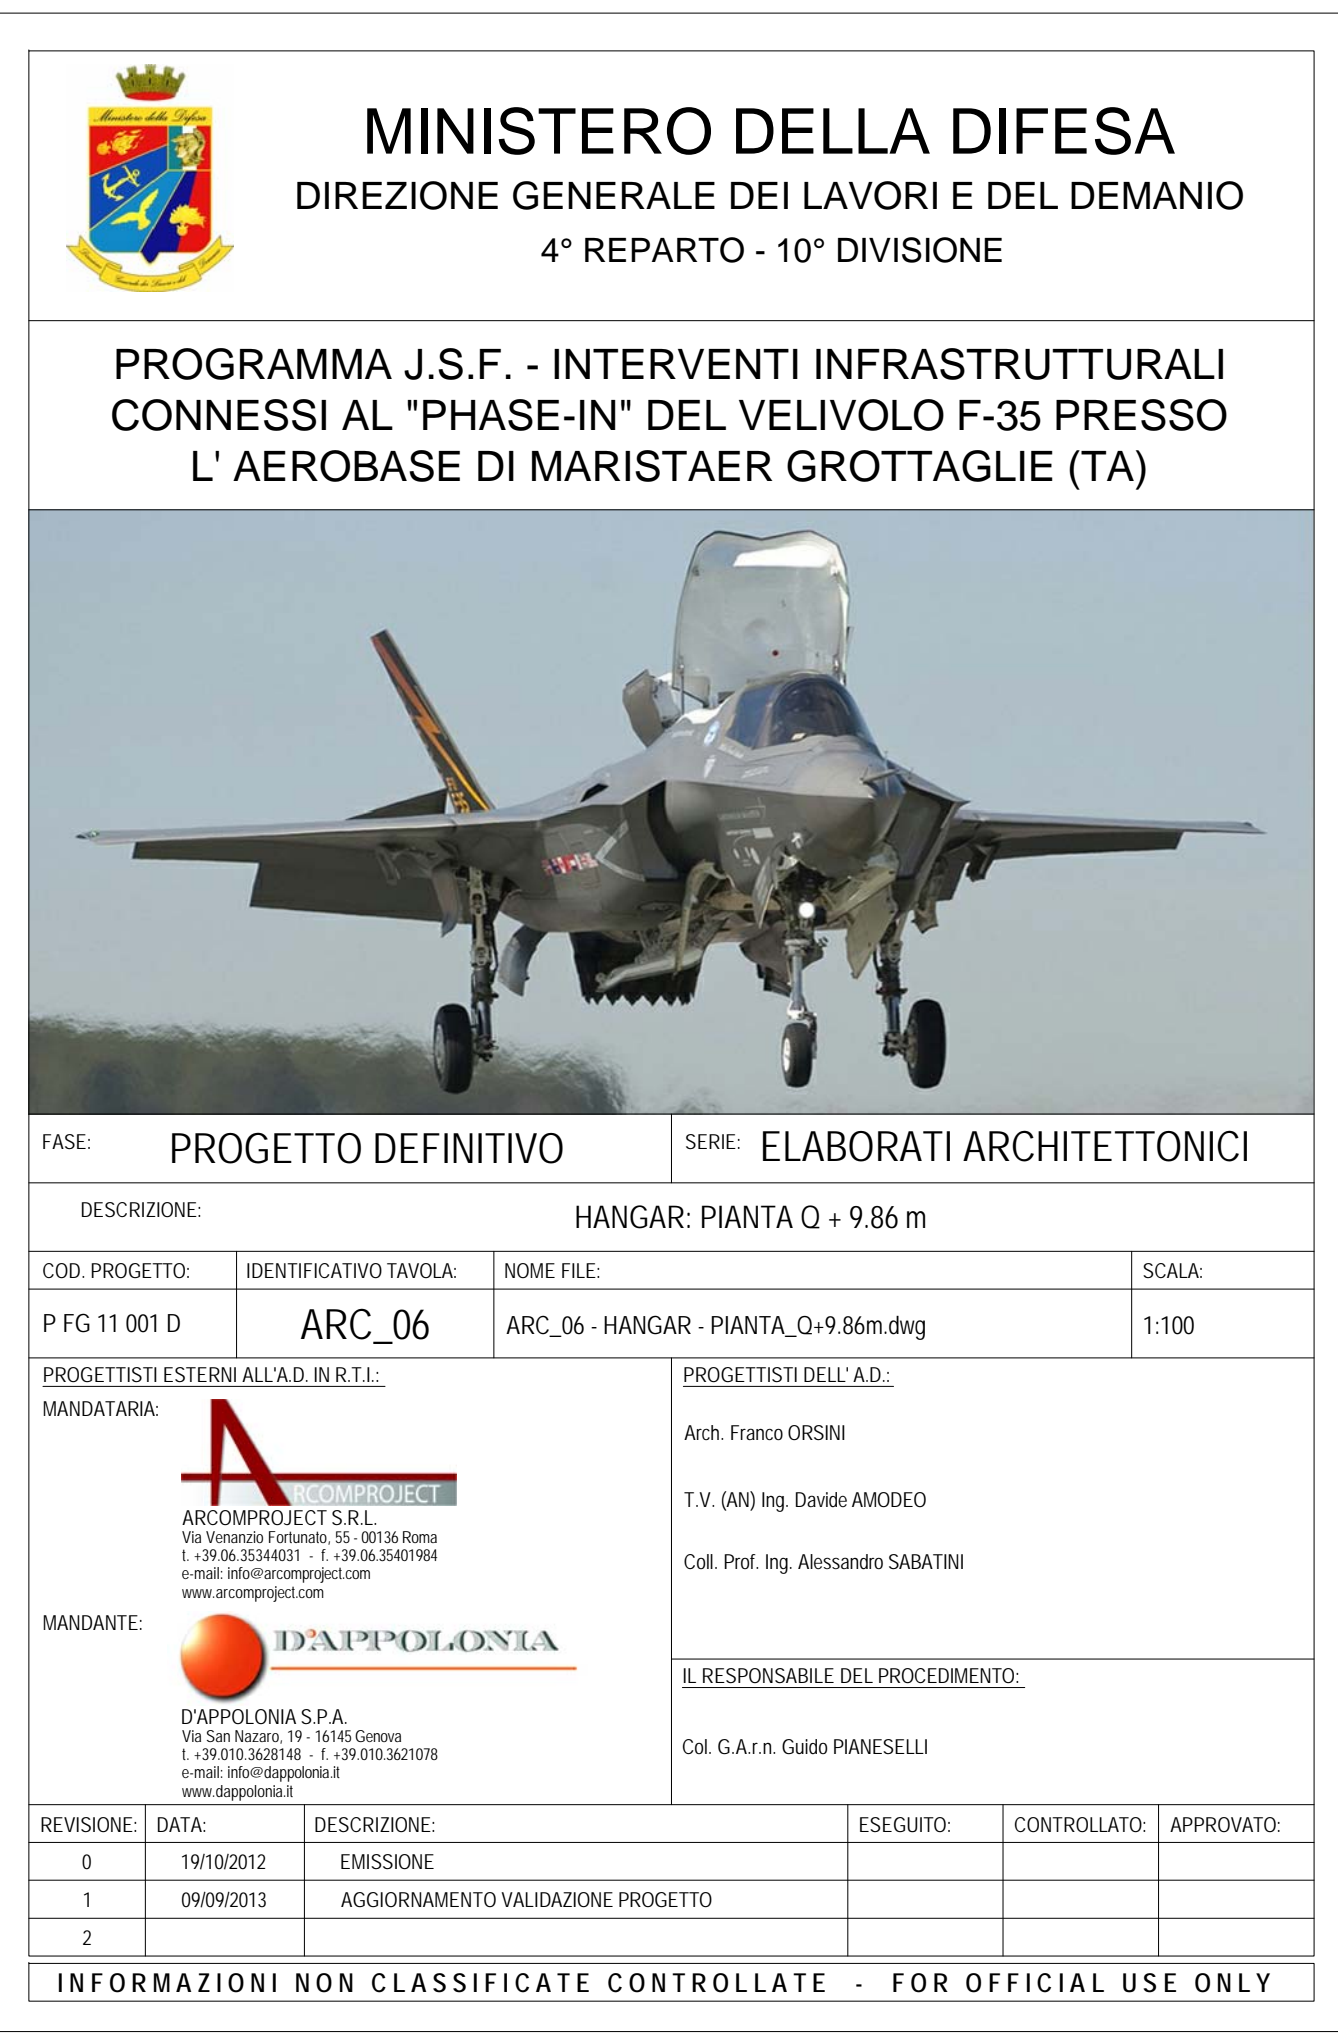 Ministero della Difesa
MINISTERO DELLA DIFESA
DIREZIONE GENERALE DEI LAVORI E DEL DEMANIO
4° REPARTO - 10° DIVISIONE
PROGRAMMA J.S.F. - INTERVENTI INFRASTRUTTURALI
CONNESSI AL "PHASE-IN" DEL VELIVOLO F-35 PRESSO
L' AEROBASE DI MARISTAER GROTTAGLIE (TA)
FASE: PROGETTO DEFINITIVO
SERIE: ELABORATI ARCHITETTONICI
DESCRIZIONE: HANGAR: PIANTA Q + 9.86 m
COD. PROGETTO: IDENTIFICATIVO TAVOLA: NOME FILE: SCALA:
P FG 11 001 D ARC_06 ARC_06 - HANGAR - PIANTA_Q+9.86m.dwg 1:100
PROGETTISTI ESTERNI ALL'A.D. IN R.T.I.:
MANDATARIA:
ARCOMPROJECT
ARCOMPROJECT S.R.L.
Via Venanzio Fortunato, 55 - 00136 Roma
t. +39.06.35344031 - f. +39.06.35401984
e-mail: info@arcomproject.com
www.arcomproject.com
MANDANTE:
D'APPOLONIA
D'APPOLONIA S.P.A.
Via San Nazaro, 19 - 16145 Genova
t. +39.010.3628148 - f. +39.010.3621078
e-mail: info@dappolonia.it
www.dappolonia.it
PROGETTISTI DELL' A.D.:
Arch. Franco ORSINI
T.V. (AN) Ing. Davide AMODEO
Coll. Prof. Ing. Alessandro SABATINI
IL RESPONSABILE DEL PROCEDIMENTO:
Col. G.A.r.n. Guido PIANESELLI
REVISIONE: DATA: DESCRIZIONE: ESEGUITO: CONTROLLATO: APPROVATO:
0 19/10/2012 EMISSIONE
1 09/09/2013 AGGIORNAMENTO VALIDAZIONE PROGETTO
2
INFORMAZIONI NON CLASSIFICATE CONTROLLATE - FOR OFFICIAL USE ONLY